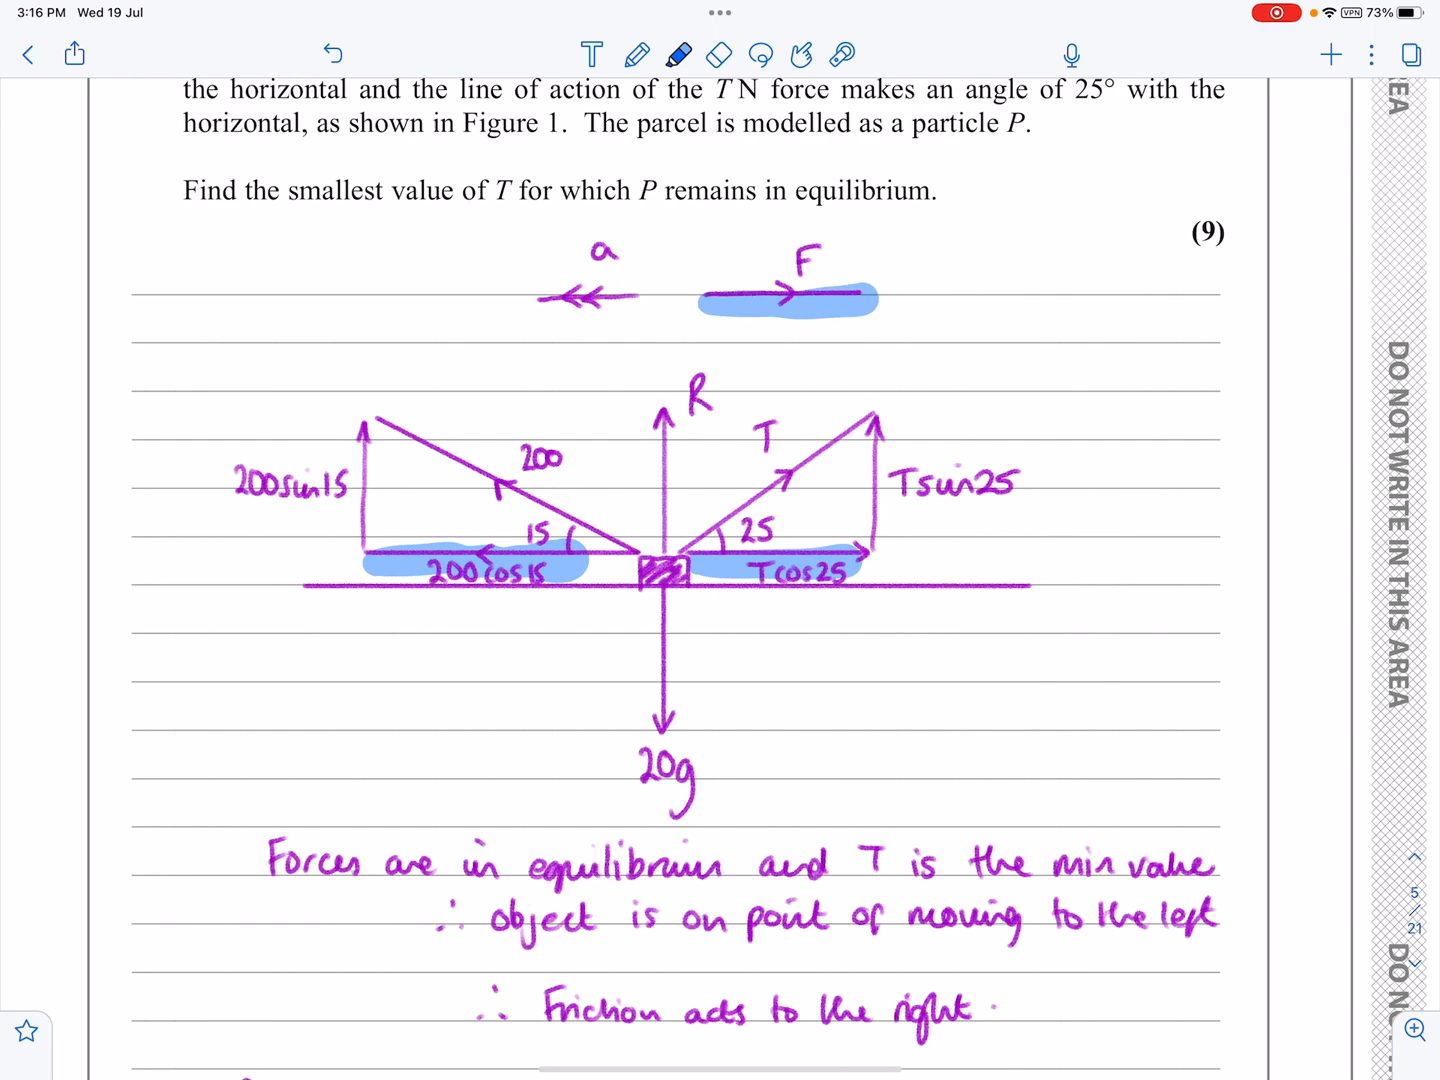 3:16 PM Wed 19 Jul
VPN 73%
the horizontal and the line of action of the T N force makes an angle of 25° with the
horizontal, as shown in Figure 1. The parcel is modelled as a particle P.
Find the smallest value of T for which P remains in equilibrium.
(9)
a
F
R
T
200
200sin15
Tsin25
15
25
200cos15
Tcos25
20g
Forces are in equilibrium and T is the min value
∴ object is on point of moving to the left
∴ Friction acts to the right.
EA
DO NOT WRITE IN THIS AREA
DO NO
5
/
21